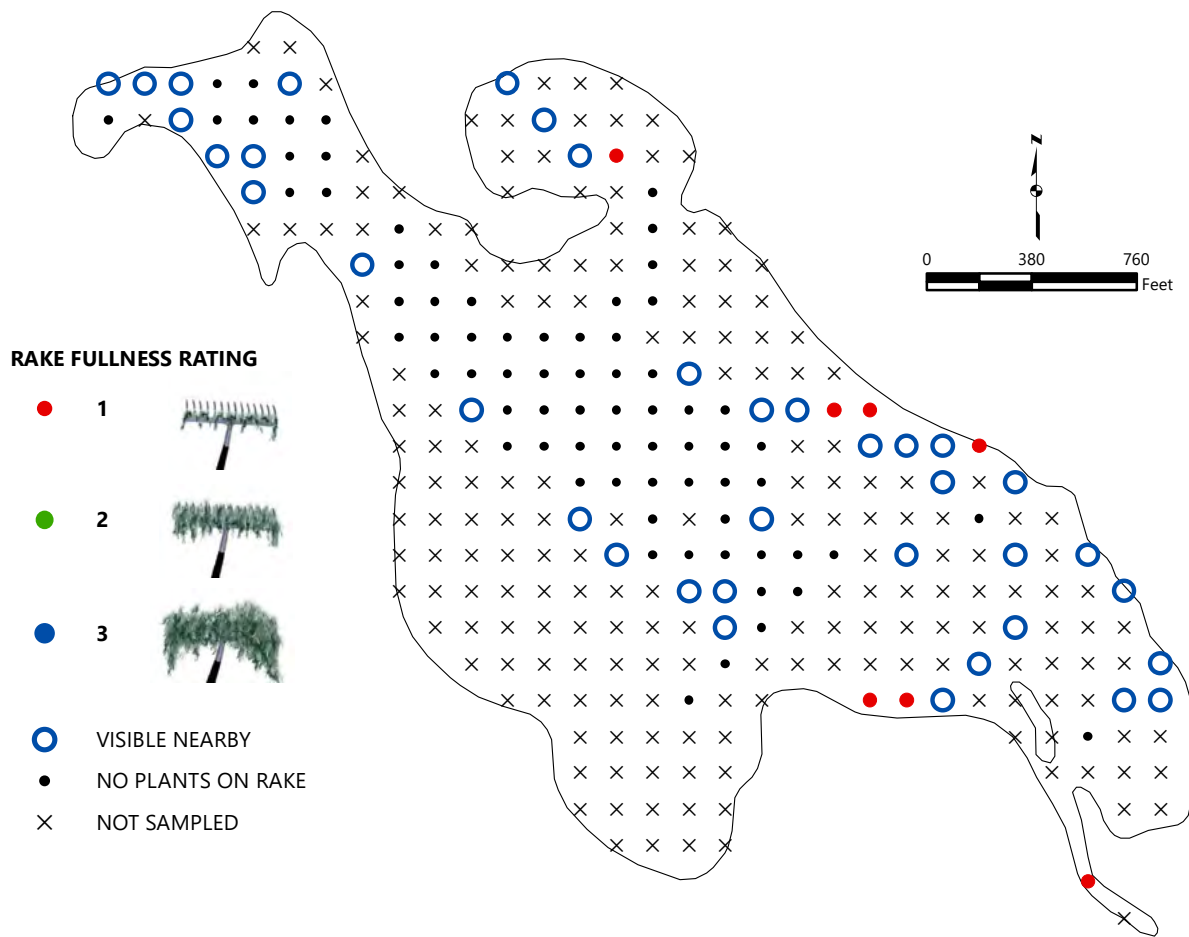 N
0 380 760
Feet
RAKE FULLNESS RATING
1
2
3
VISIBLE NEARBY
NO PLANTS ON RAKE
NOT SAMPLED